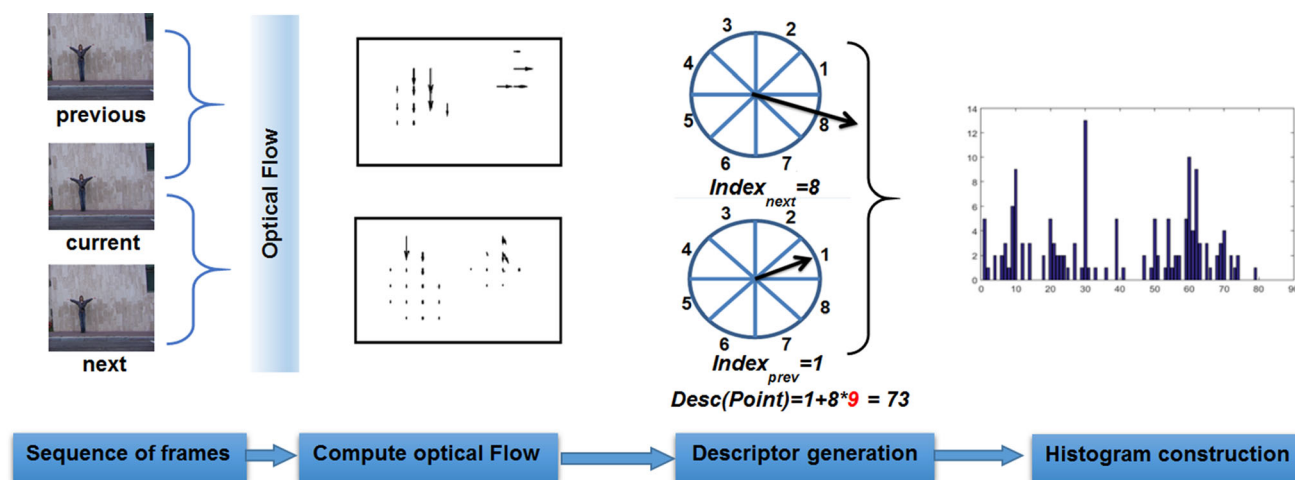 previous
current
next
Optical Flow
3 2
4 1
5 8
6 7
Index next=8
3 2
4 1
5 8
6 7
Index prev=1
Desc(Point)=1+8*9 = 73
14
12
10
8
6
4
2
0
0 10 20 30 40 50 60 70 80 90
Sequence of frames
Compute optical Flow
Descriptor generation
Histogram construction